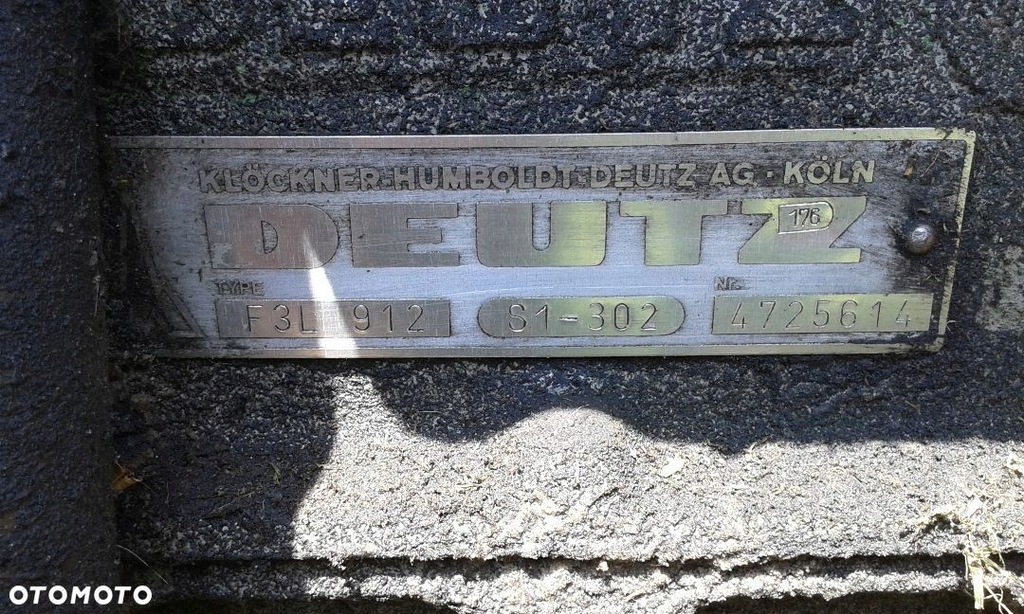 KLÖCKNER-HUMBOLDT-DEUTZ AG · KÖLN
DEUTZ 176
TYPE Nr.
F3L 912 S1-302 4725614
OTOMOTO